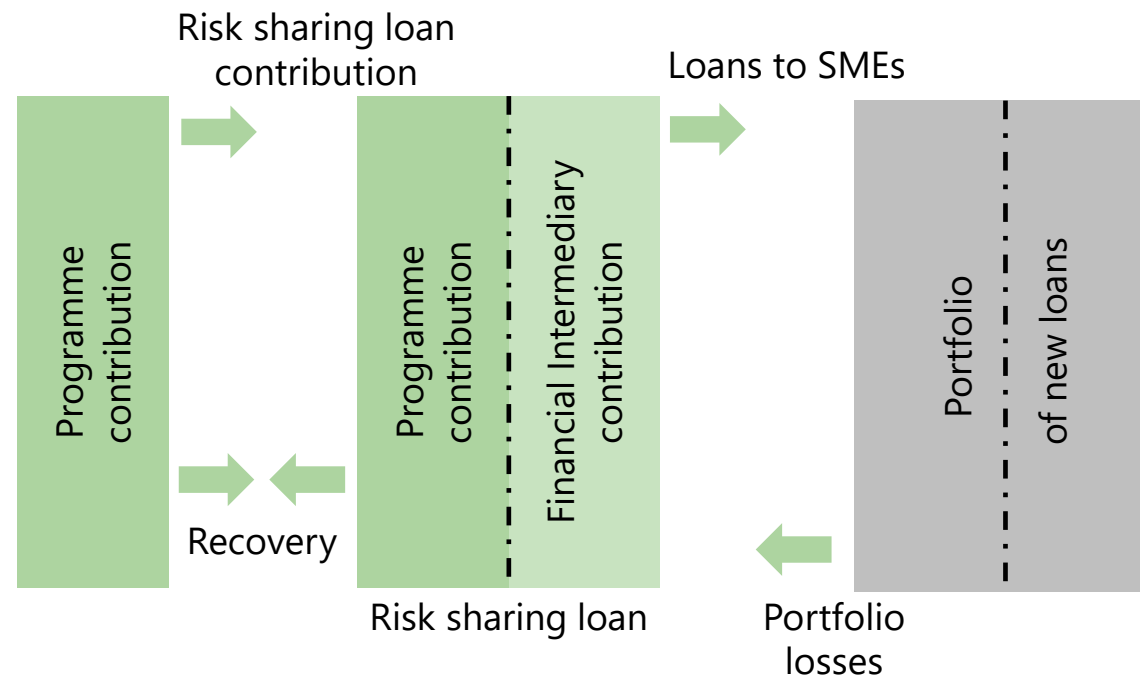 Risk sharing loan
contribution
Loans to SMEs
Programme
contribution
Programme
contribution
Financial Intermediary
contribution
Portfolio
of new loans
Recovery
Risk sharing loan
Portfolio
losses